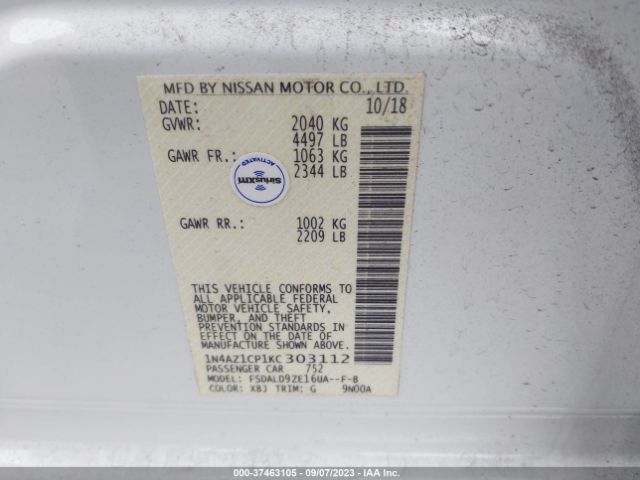 MFD BY NISSAN MOTOR CO., LTD.
DATE: 10/18
GVWR: 2040 KG
4497 LB
GAWR FR.: 1063 KG
2344 LB
ACTIVATED
SiriusXM
GAWR RR.: 1002 KG
2209 LB
THIS VEHICLE CONFORMS TO
ALL APPLICABLE FEDERAL
MOTOR VEHICLE SAFETY,
BUMPER, AND THEFT
PREVENTION STANDARDS IN
EFFECT ON THE DATE OF
MANUFACTURE SHOWN ABOVE.
1N4AZ1CP1KC 303112
PASSENGER CAR 752
MODEL: FSDALD9ZE16UA--F-B
COLOR: XBJ TRIM: G 9N00A
000-37463105 - 09/07/2023 - IAA Inc.